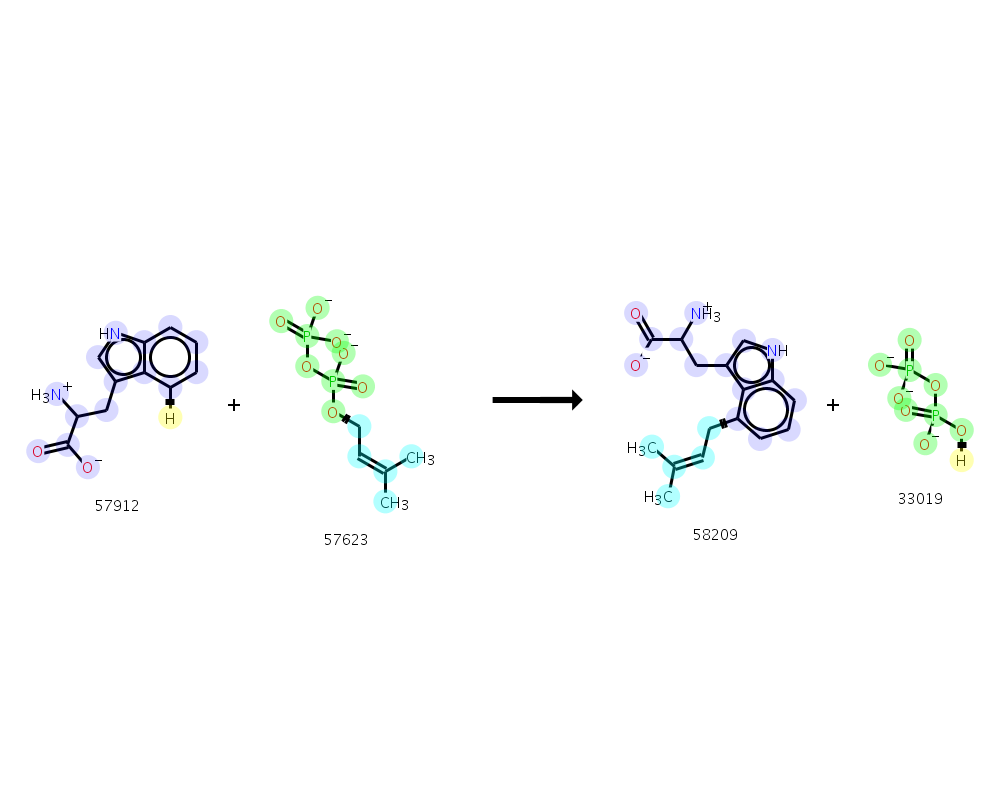 HN
H3N+
O
O−
H
57912
+
O
O−
P
O−
O−
O
P
O
O
CH3
CH3
57623
O
NH3+
O−
NH
H3C
H3C
58209
+
O
O−
P
O−
O
O
P
O−
O
H
33019